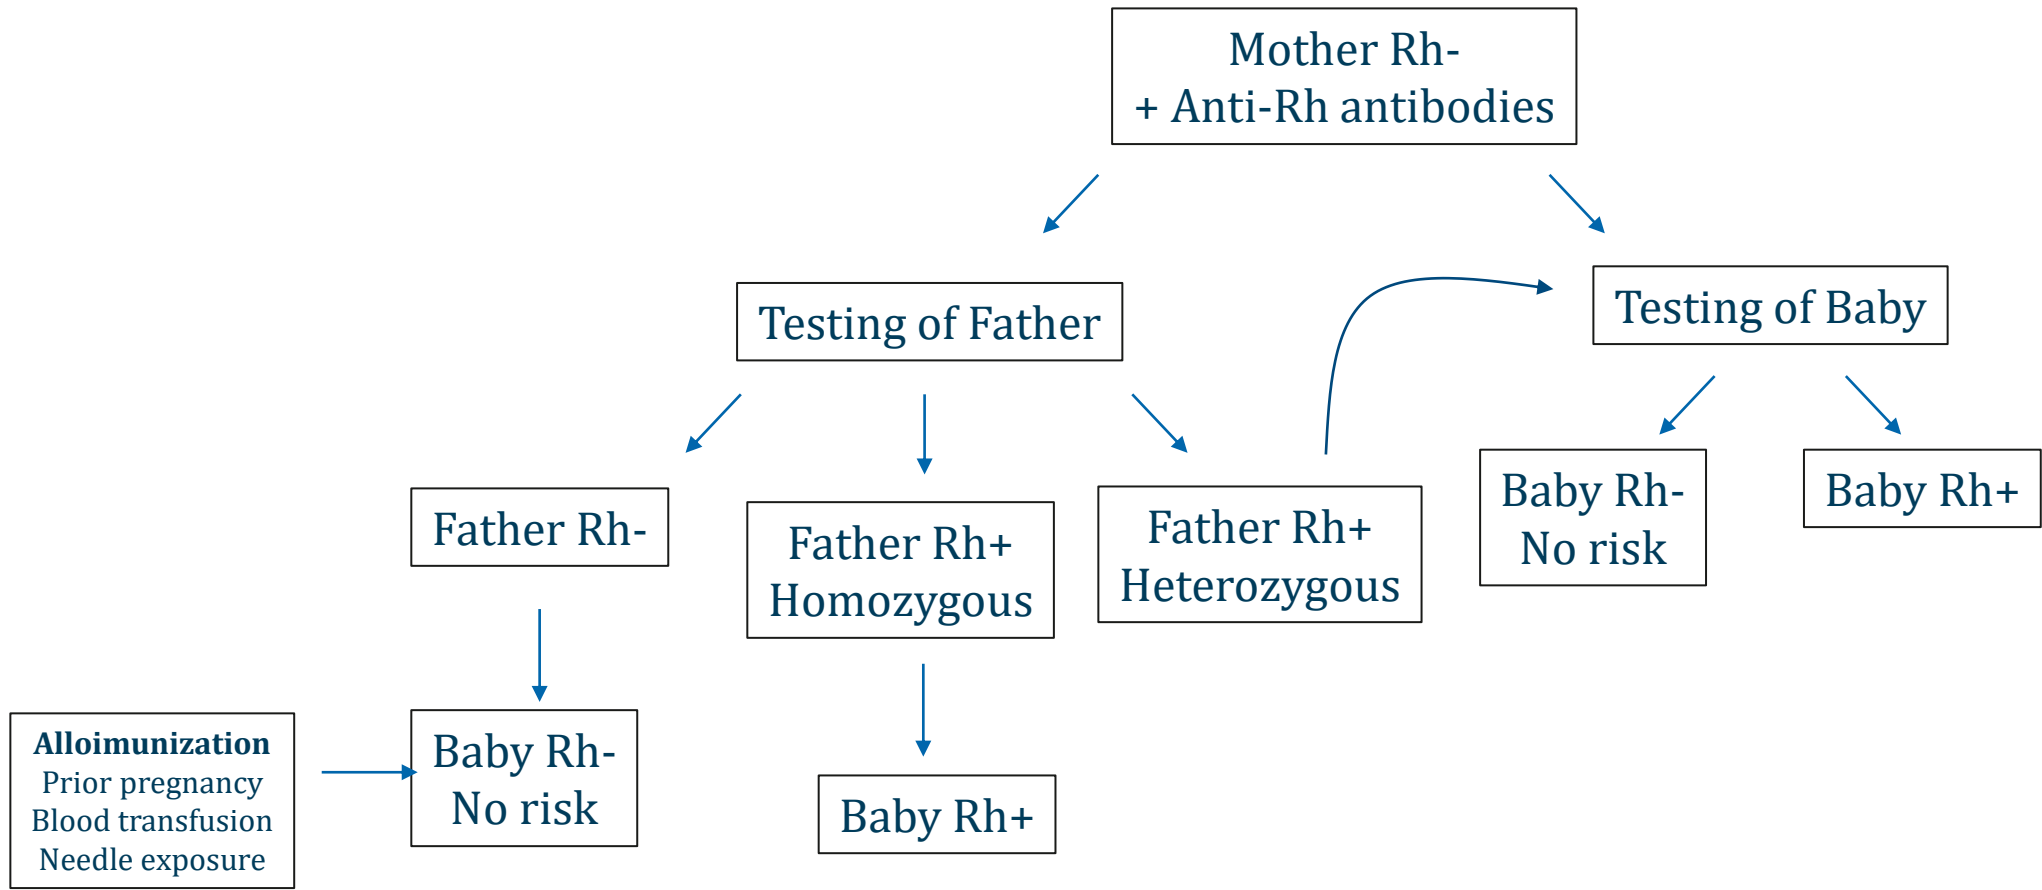 Mother Rh-
+ Anti-Rh antibodies
Testing of Father
Testing of Baby
Father Rh-
Father Rh+
Homozygous
Father Rh+
Heterozygous
Baby Rh-
No risk
Baby Rh+
Alloimunization
Prior pregnancy
Blood transfusion
Needle exposure
Baby Rh-
No risk
Baby Rh+